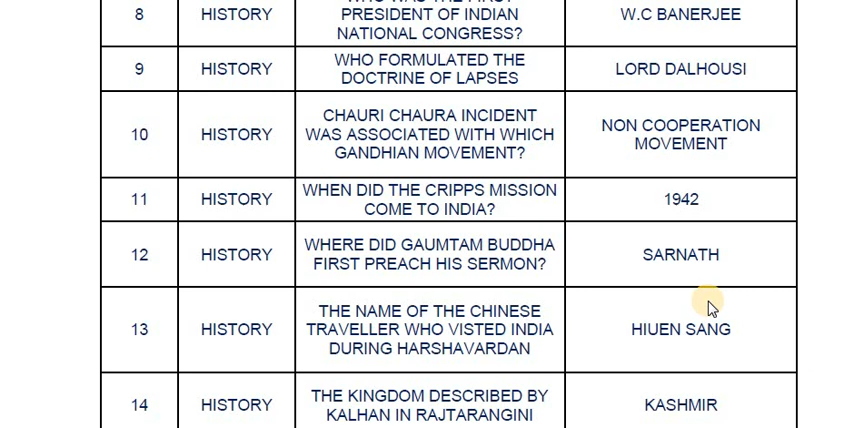 8
HISTORY
PRESIDENT OF INDIAN
NATIONAL CONGRESS?
W.C BANERJEE
9
HISTORY
WHO FORMULATED THE
DOCTRINE OF LAPSES
LORD DALHOUSI
10
HISTORY
CHAURI CHAURA INCIDENT
WAS ASSOCIATED WITH WHICH
GANDHIAN MOVEMENT?
NON COOPERATION
MOVEMENT
11
HISTORY
WHEN DID THE CRIPPS MISSION
COME TO INDIA?
1942
12
HISTORY
WHERE DID GAUMTAM BUDDHA
FIRST PREACH HIS SERMON?
SARNATH
13
HISTORY
THE NAME OF THE CHINESE
TRAVELLER WHO VISTED INDIA
DURING HARSHAVARDAN
HIUEN SANG
14
HISTORY
THE KINGDOM DESCRIBED BY
KALHAN IN RAJTARANGINI
KASHMIR